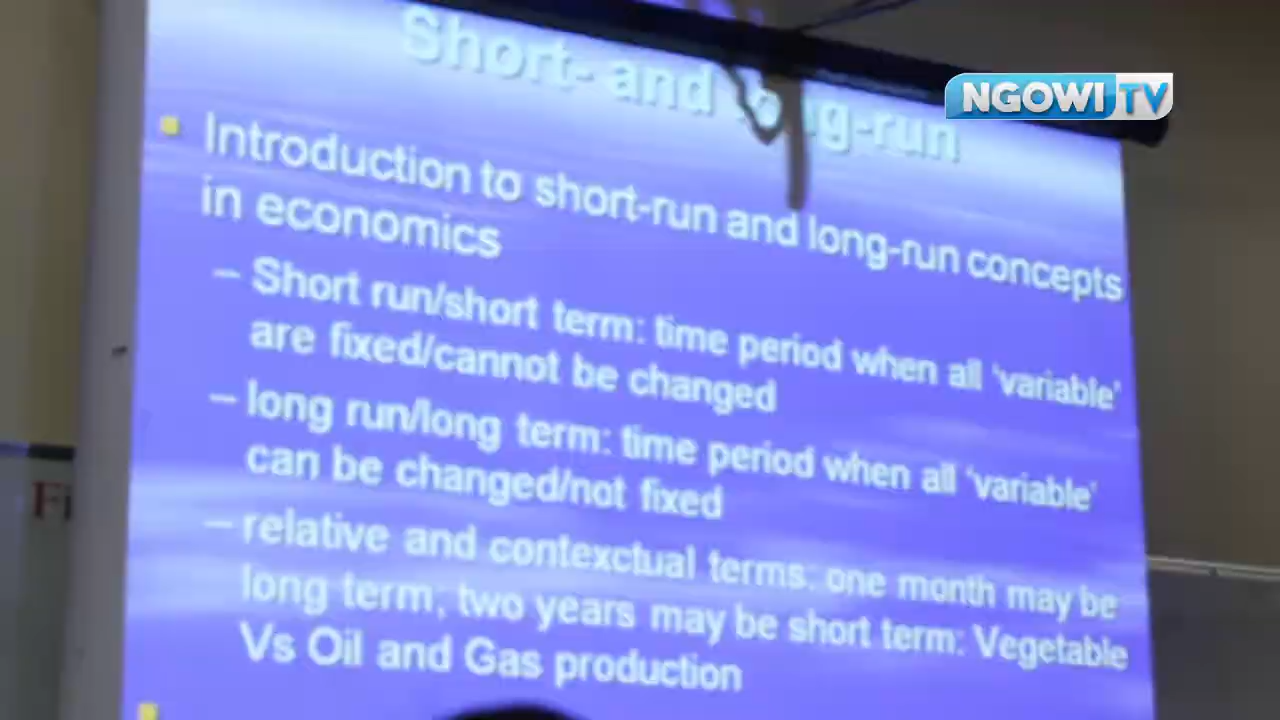 NGOWI TV
Short- and long-run
Introduction to short-run and long-run concepts
in economics
– Short run/short term: time period when all 'variable'
are fixed/cannot be changed
– long run/long term: time period when all 'variable'
can be changed/not fixed
– relative and contexctual terms: one month may be
long term; two years may be short term: Vegetable
Vs Oil and Gas production
Fi